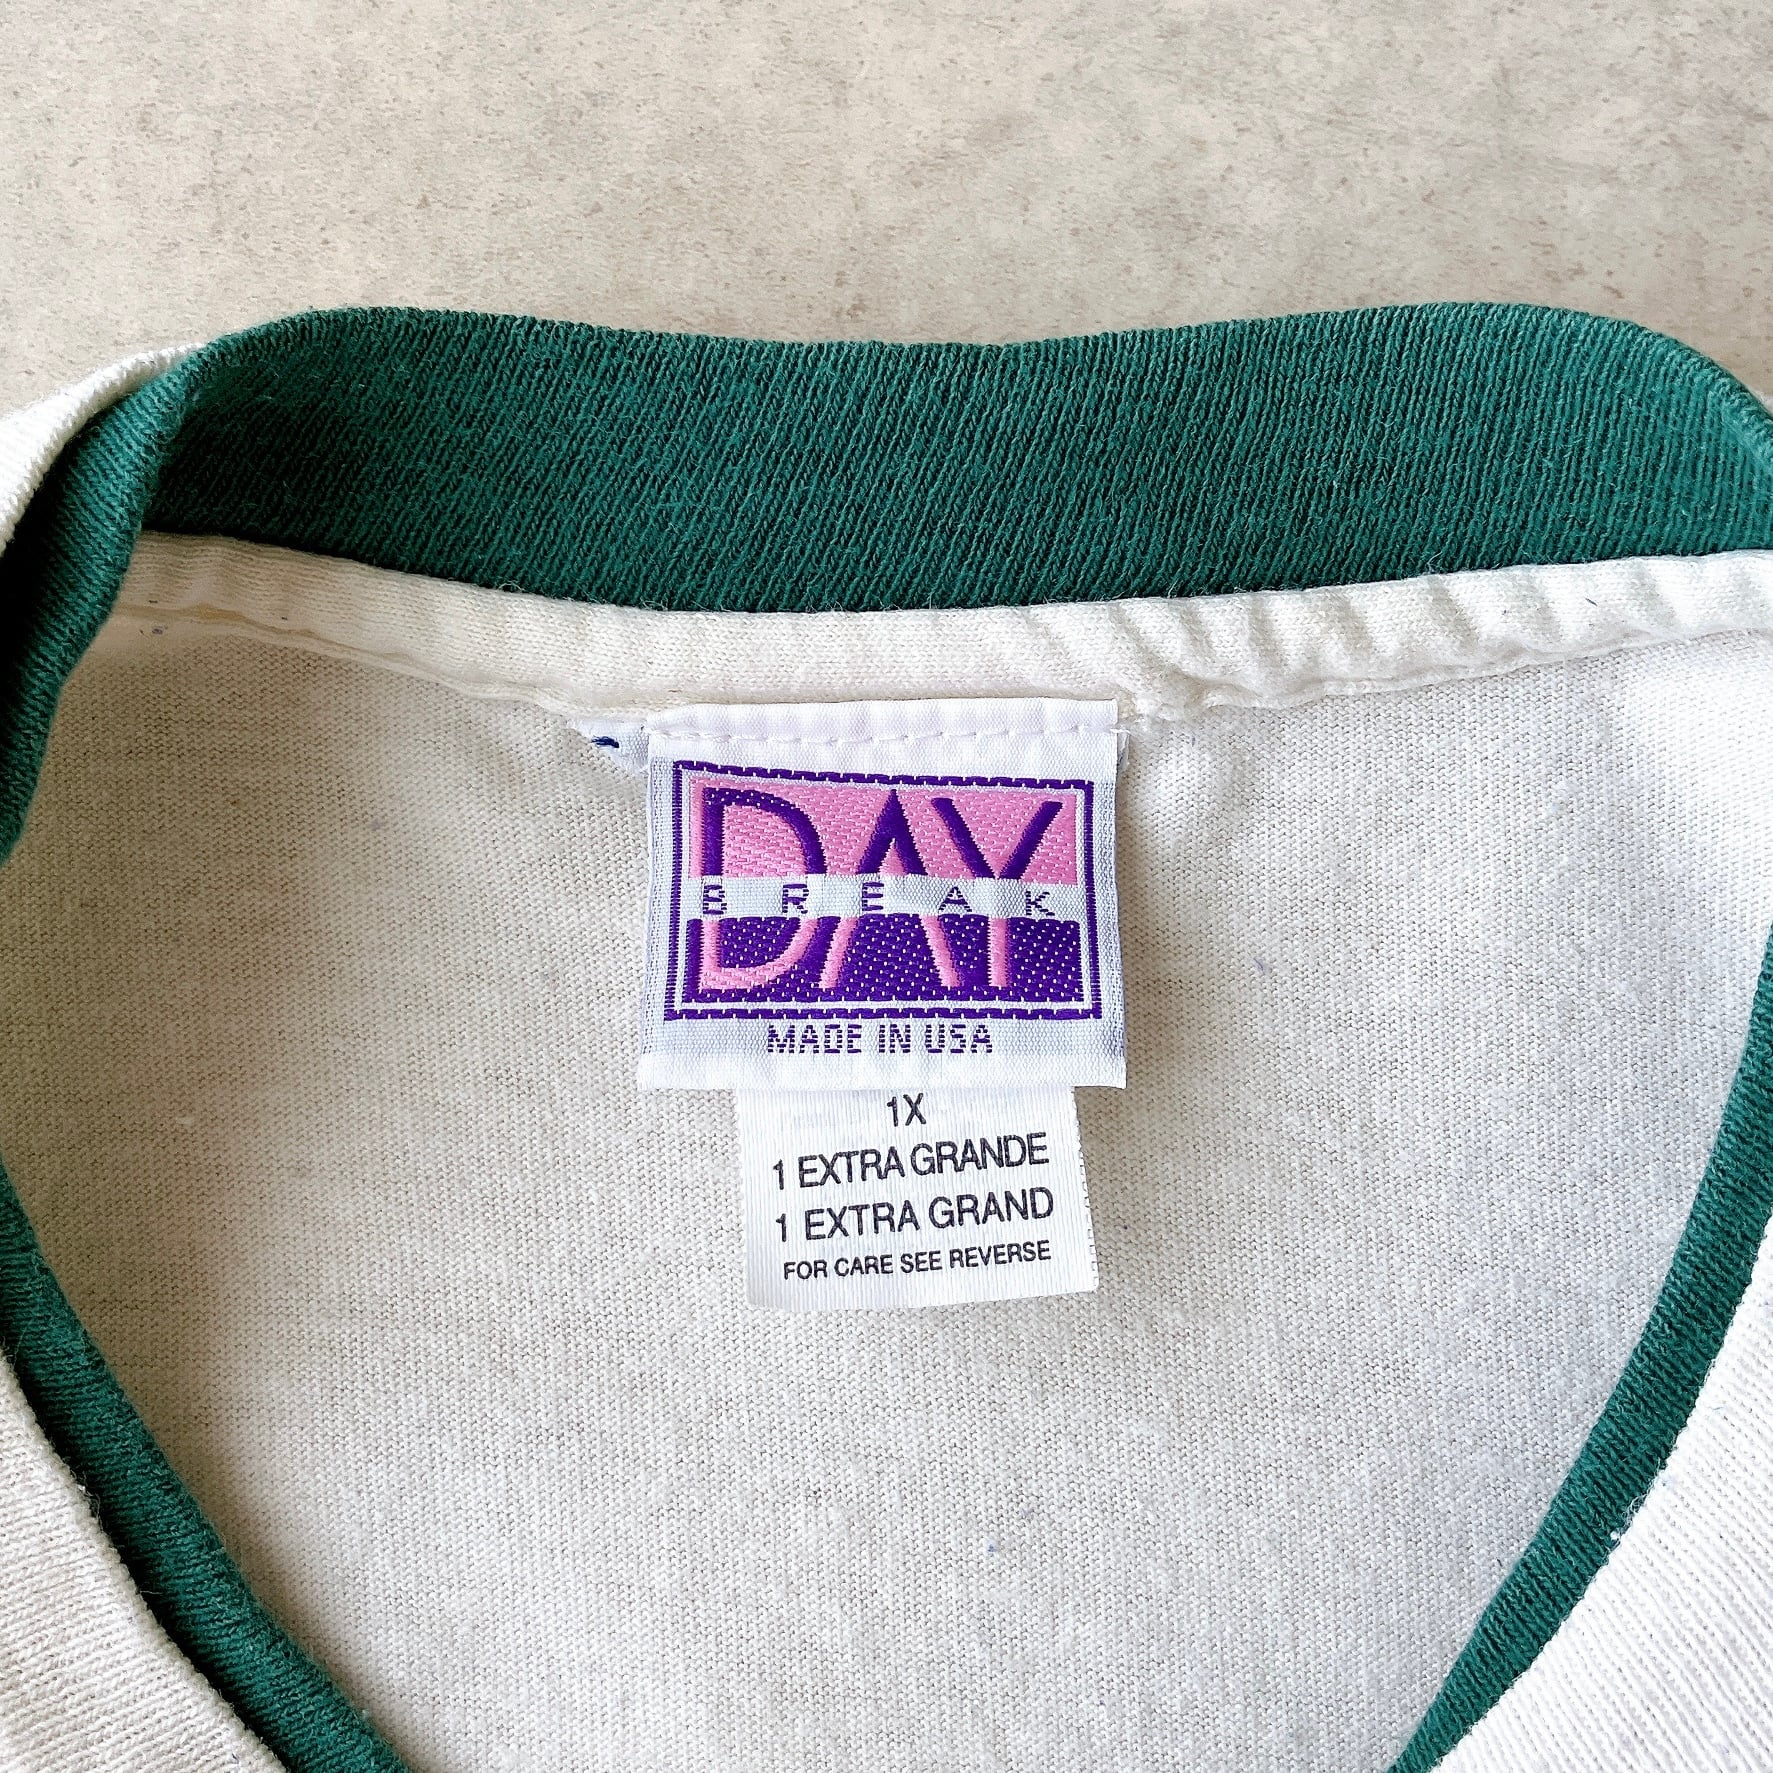 DAY
BREAK
MADE IN USA
1X
1 EXTRA GRANDE
1 EXTRA GRAND
FOR CARE SEE REVERSE